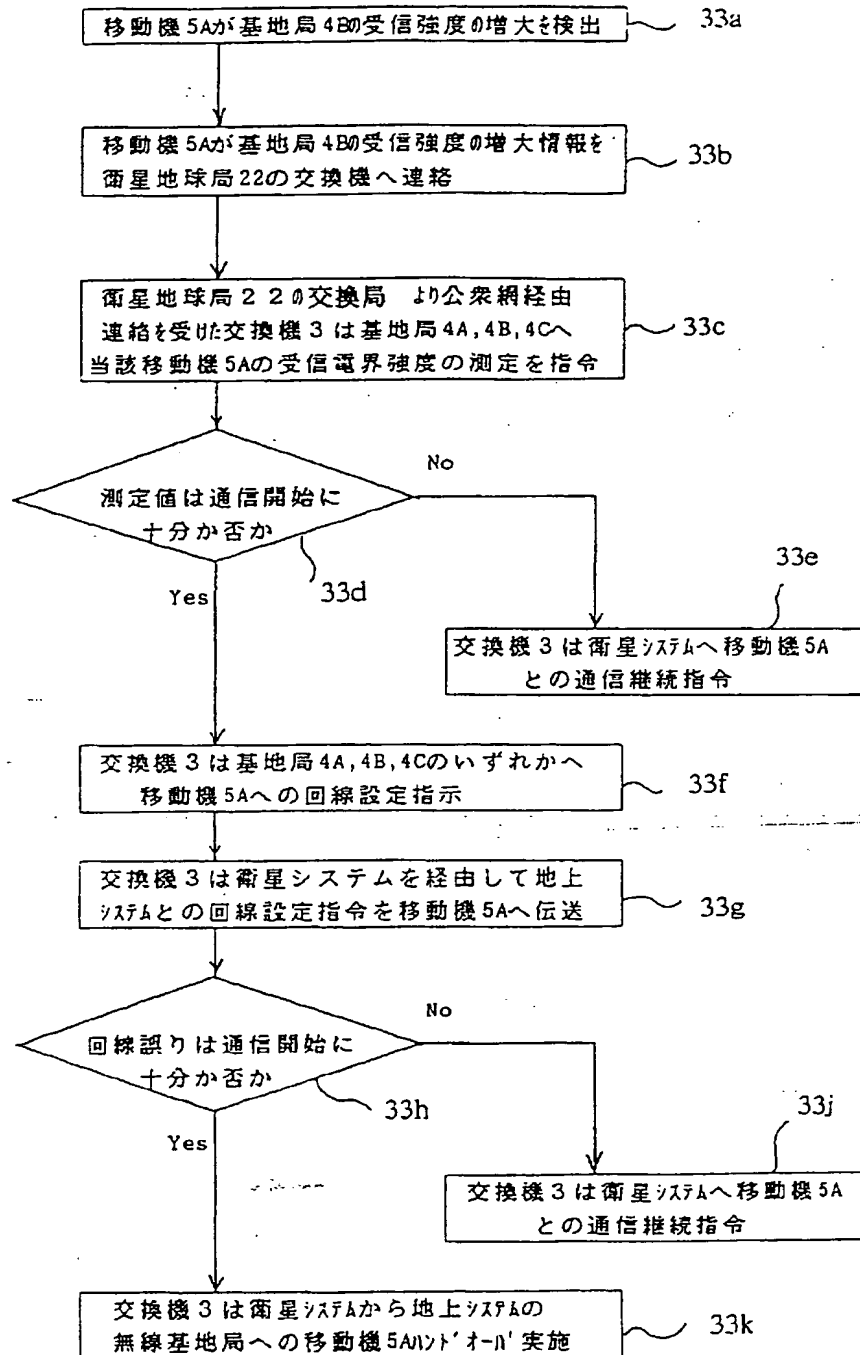 移動機5Aが基地局4Bの受信強度の増大を検出
33a
移動機5Aが基地局4Bの受信強度の増大情報を
衛星地球局22の交換機へ連絡
33b
衛星地球局22の交換局 より公衆網経由
連絡を受けた交換機3は基地局4A,4B,4Cへ
当該移動機5Aの受信電界強度の測定を指令
33c
測定値は通信開始に
十分か否か
33d
No
Yes
33e
交換機3は衛星システムへ移動機5A
との通信継続指令
交換機3は基地局4A,4B,4Cのいずれかへ
移動機5Aへの回線設定指示
33f
交換機3は衛星システムを経由して地上
システムとの回線設定指令を移動機5Aへ伝送
33g
回線誤りは通信開始に
十分か否か
33h
No
Yes
33j
交換機3は衛星システムへ移動機5A
との通信継続指令
交換機3は衛星システムから地上システムの
無線基地局への移動機5Aハンドオーバ実施
33k